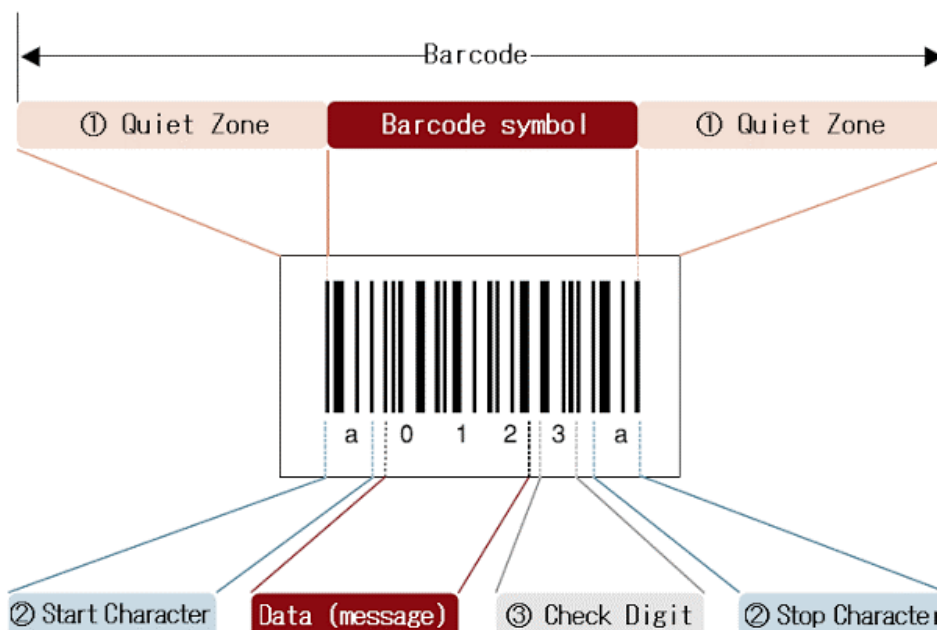 Barcode
① Quiet Zone Barcode symbol ① Quiet Zone
a 0 1 2 3 a
② Start Character Data (message) ③ Check Digit ② Stop Character